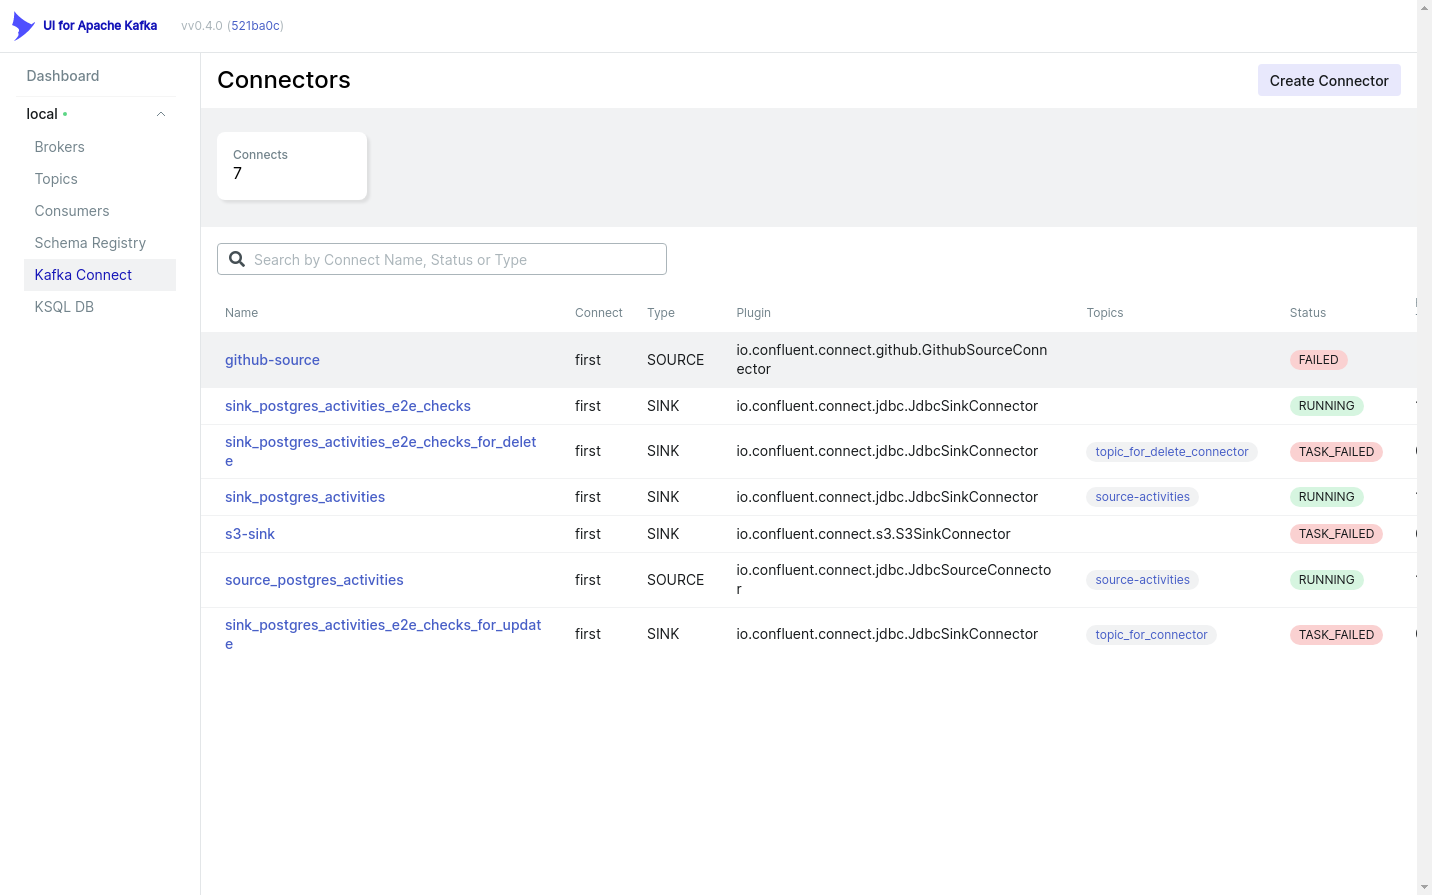 UI for Apache Kafka vv0.4.0 (521ba0c)
Dashboard
local
Brokers
Topics
Consumers
Schema Registry
Kafka Connect
KSQL DB
Connectors
Create Connector
Connects
7
Search by Connect Name, Status or Type
Name Connect Type Plugin Topics Status
github-source first SOURCE io.confluent.connect.github.GithubSourceConn
ector FAILED
sink_postgres_activities_e2e_checks first SINK io.confluent.connect.jdbc.JdbcSinkConnector RUNNING
sink_postgres_activities_e2e_checks_for_delet
e first SINK io.confluent.connect.jdbc.JdbcSinkConnector topic_for_delete_connector TASK_FAILED
sink_postgres_activities first SINK io.confluent.connect.jdbc.JdbcSinkConnector source-activities RUNNING
s3-sink first SINK io.confluent.connect.s3.S3SinkConnector TASK_FAILED
source_postgres_activities first SOURCE io.confluent.connect.jdbc.JdbcSourceConnecto
r source-activities RUNNING
sink_postgres_activities_e2e_checks_for_updat
e first SINK io.confluent.connect.jdbc.JdbcSinkConnector topic_for_connector TASK_FAILED